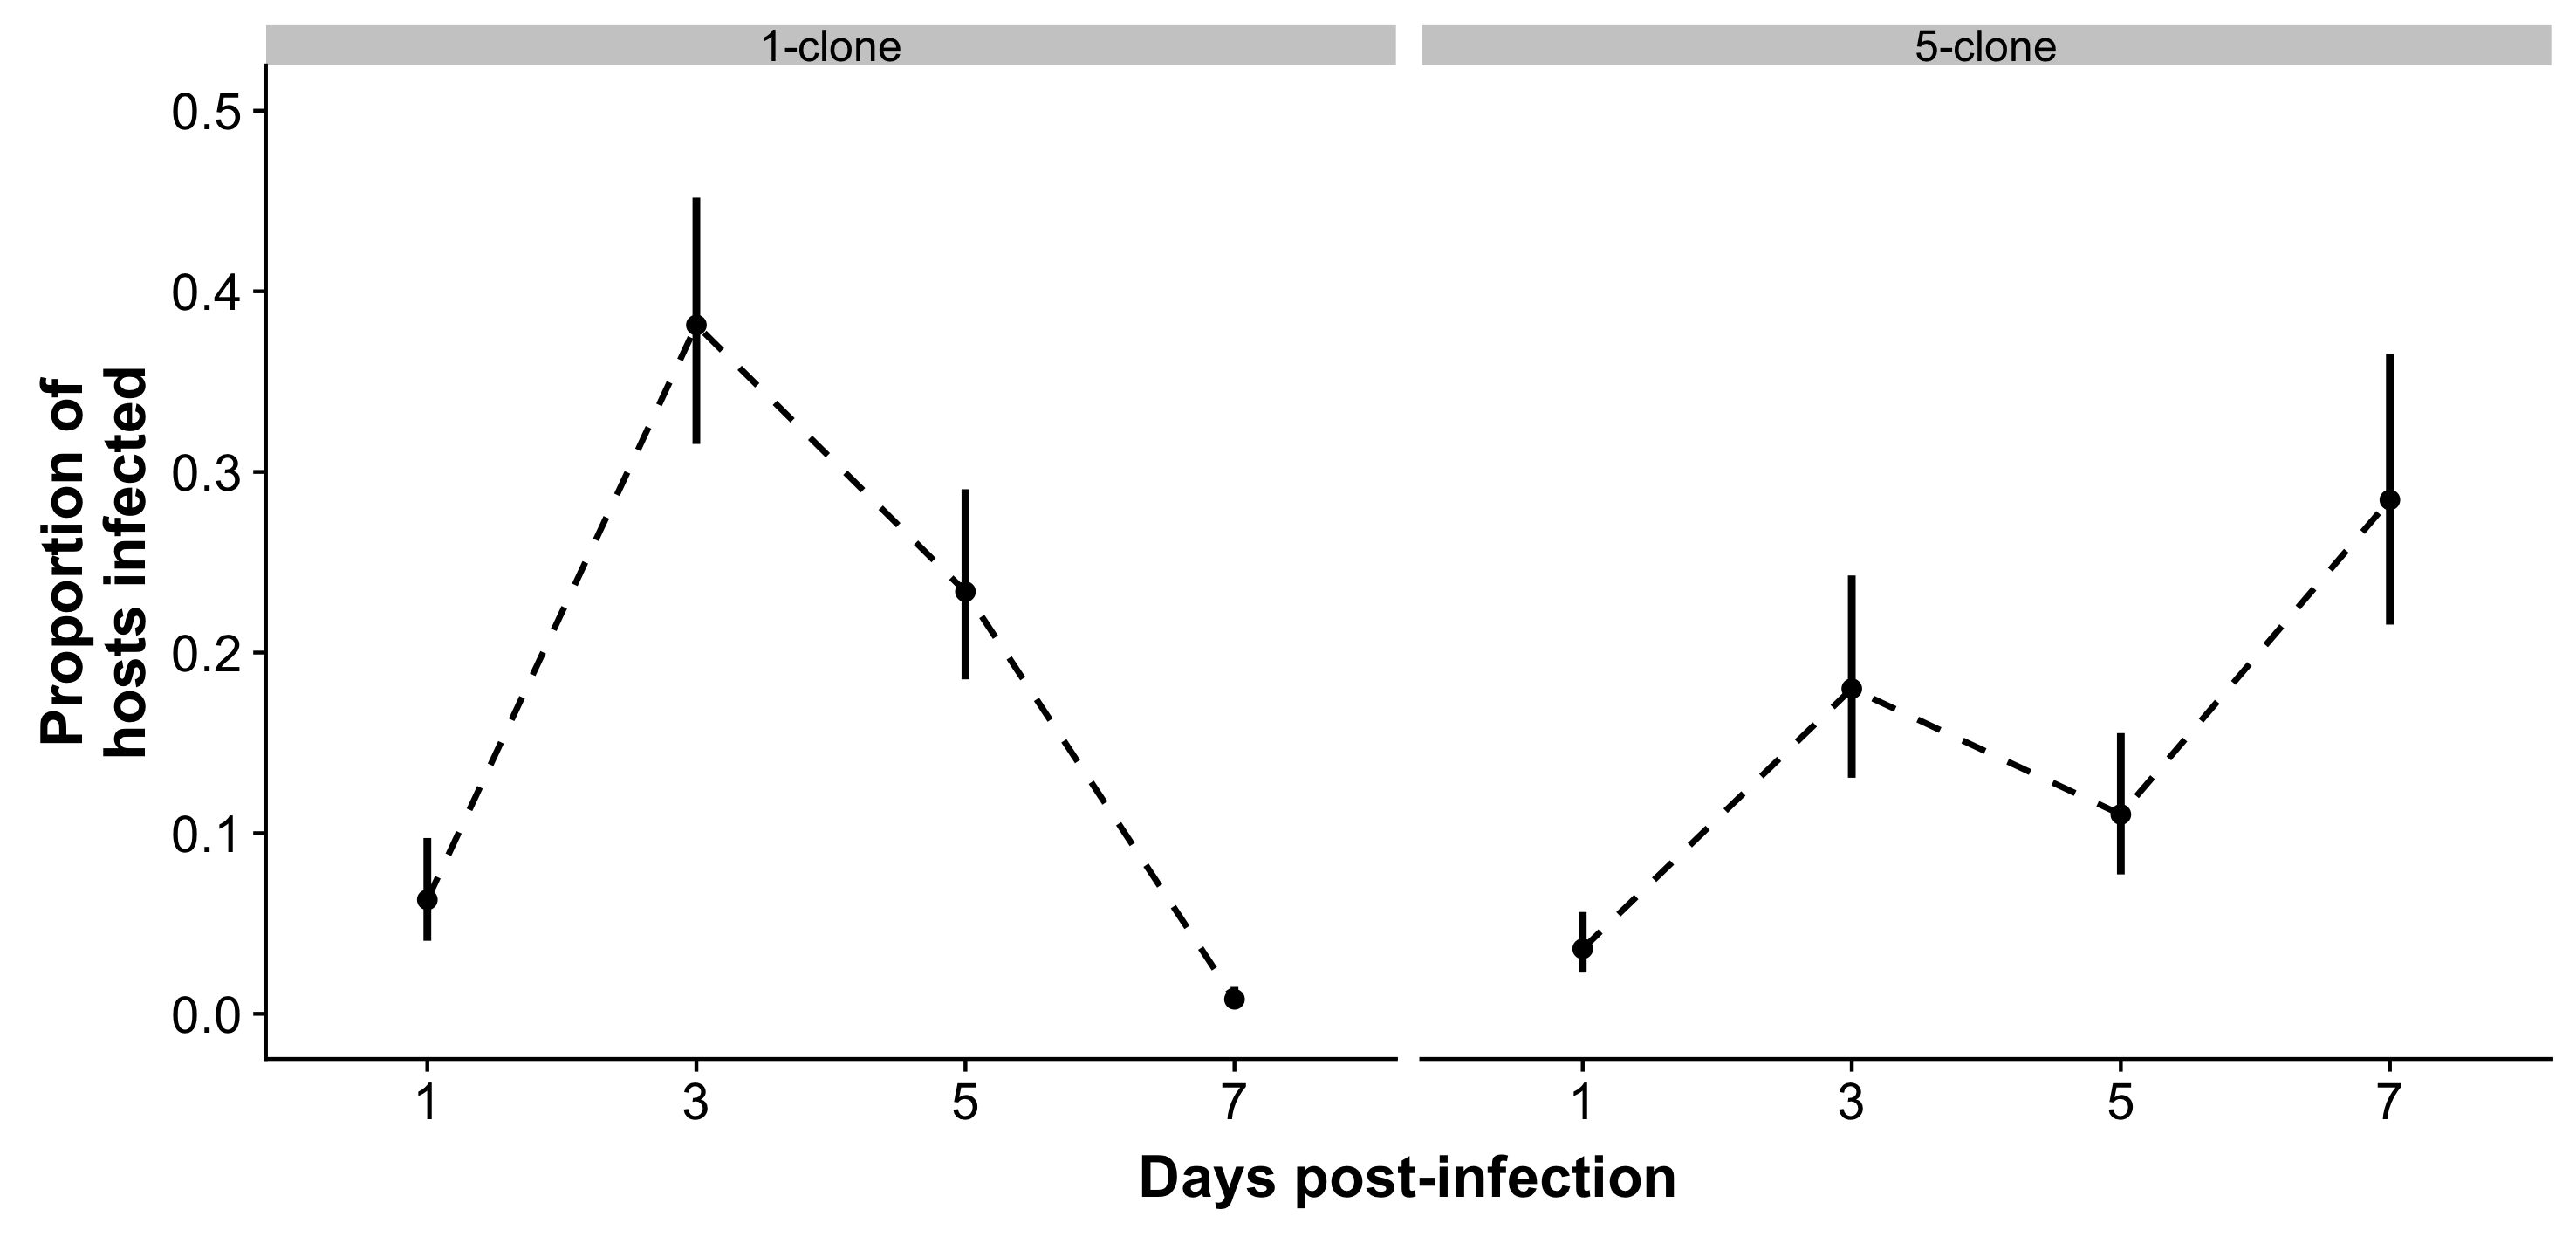 1-clone
5-clone
0.5
0.4
0.3
0.2
0.1
0.0
Proportion of
hosts infected
1 3 5 7
1 3 5 7
Days post-infection